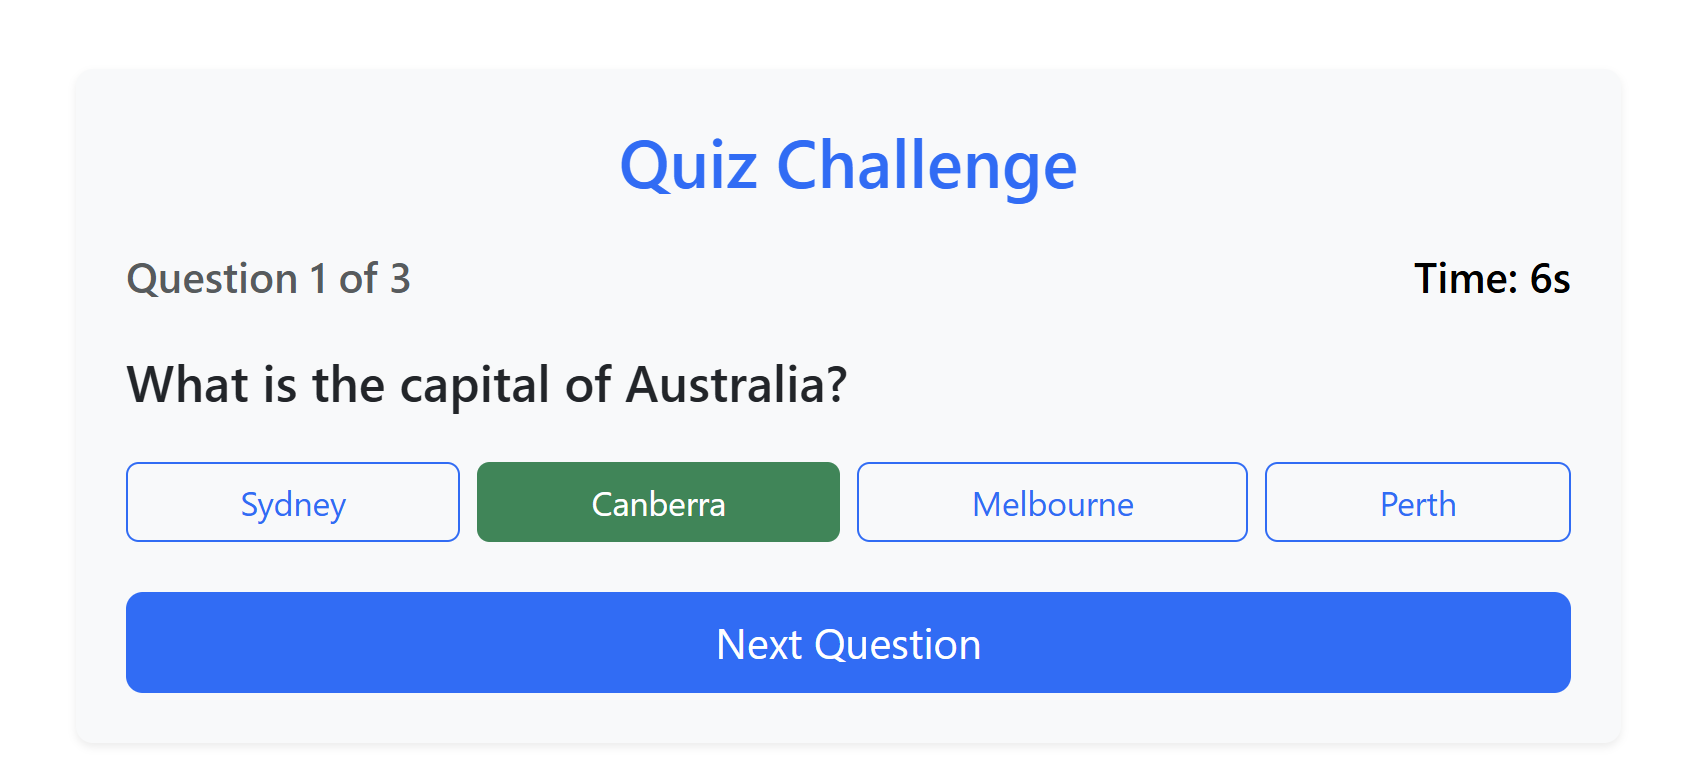 Quiz Challenge
Question 1 of 3
Time: 6s
What is the capital of Australia?
Sydney
Canberra
Melbourne
Perth
Next Question